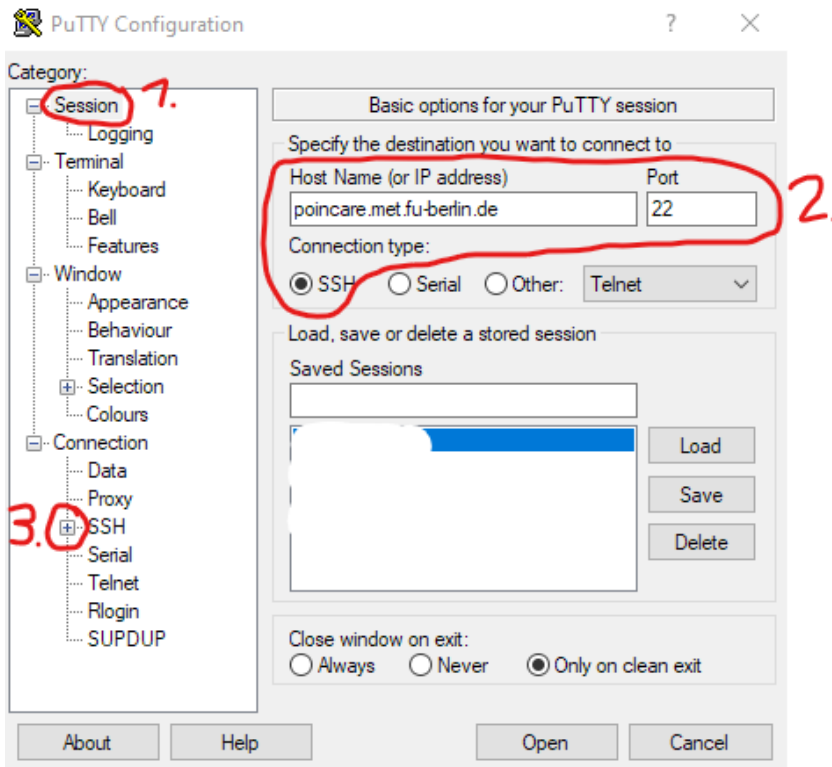 PuTTY Configuration
?
Category:
Session
1.
Logging
Terminal
Keyboard
Bell
Features
Window
Appearance
Behaviour
Translation
Selection
Colours
Connection
Data
Proxy
3.
SSH
Serial
Telnet
Rlogin
SUPDUP
Basic options for your PuTTY session
Specify the destination you want to connect to
Host Name (or IP address) Port
poincare.met.fu-berlin.de 22
2.
Connection type:
SSH Serial Other: Telnet
Load, save or delete a stored session
Saved Sessions
Load
Save
Delete
Close window on exit:
Always Never Only on clean exit
About Help Open Cancel